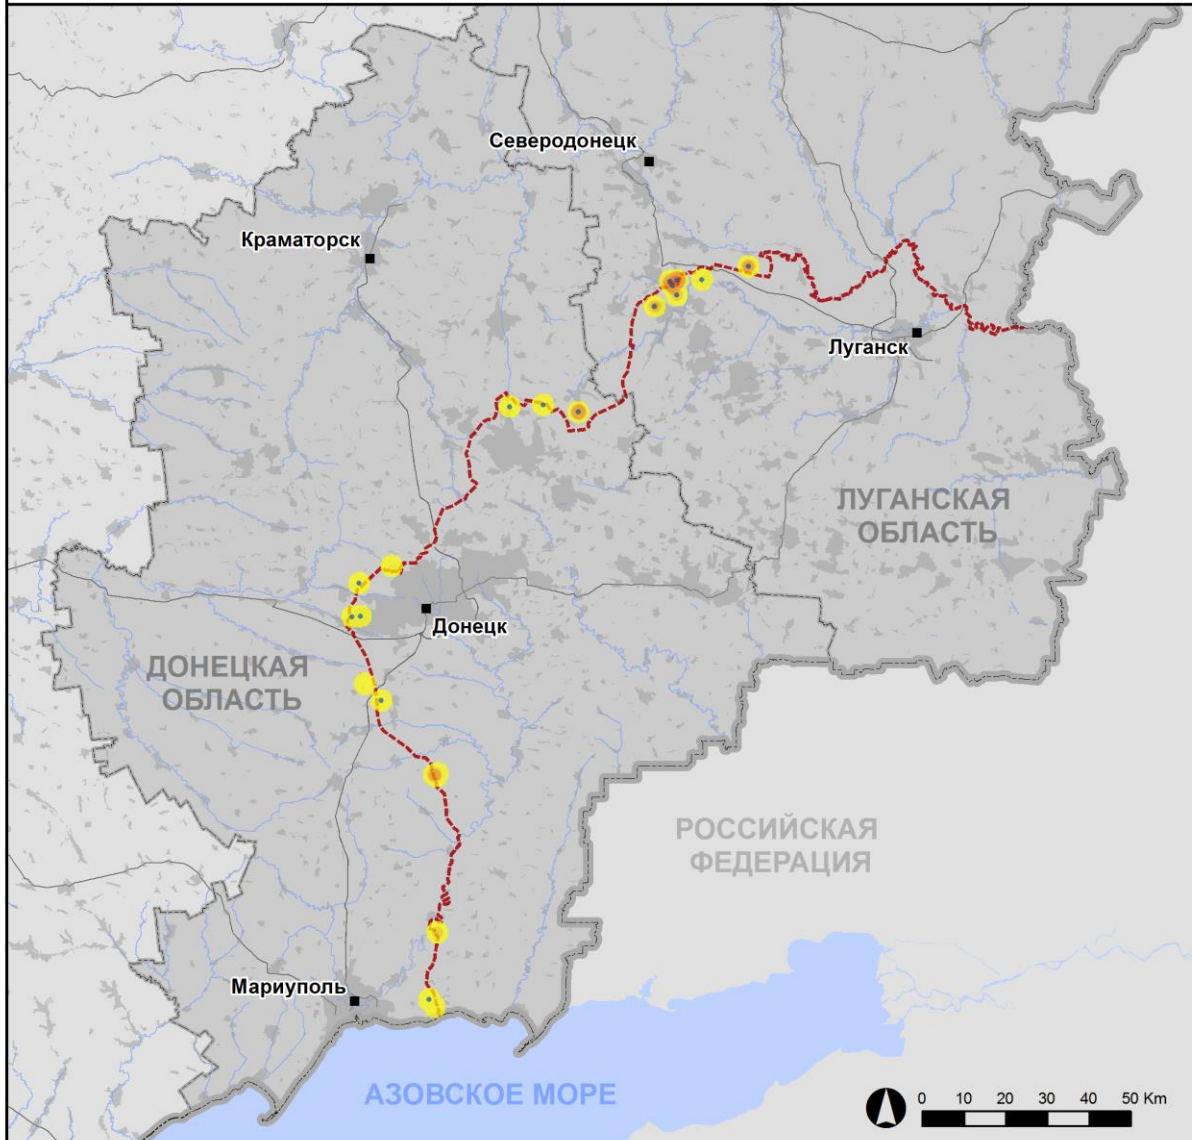 Северодонецк
Краматорск
Луганск
ЛУГАНСКАЯ
ОБЛАСТЬ
Донецк
ДОНЕЦКАЯ
ОБЛАСТЬ
РОССИЙСКАЯ
ФЕДЕРАЦИЯ
Мариуполь
АЗОВСКОЕ МОРЕ
0 10 20 30 40 50 Km